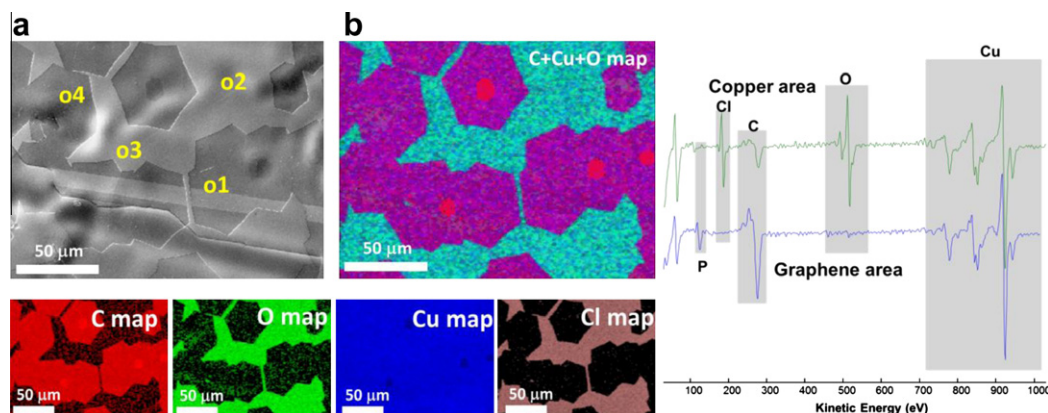 a
o4
o2
o3
o1
50 µm
b
C+Cu+O map
50 µm
Copper area
Cl
C
O
Cu
P
Graphene area
0 100 200 300 400 500 600 700 800 900 1000
Kinetic Energy (eV)
C map
50 µm
O map
50 µm
Cu map
50 µm
Cl map
50 µm